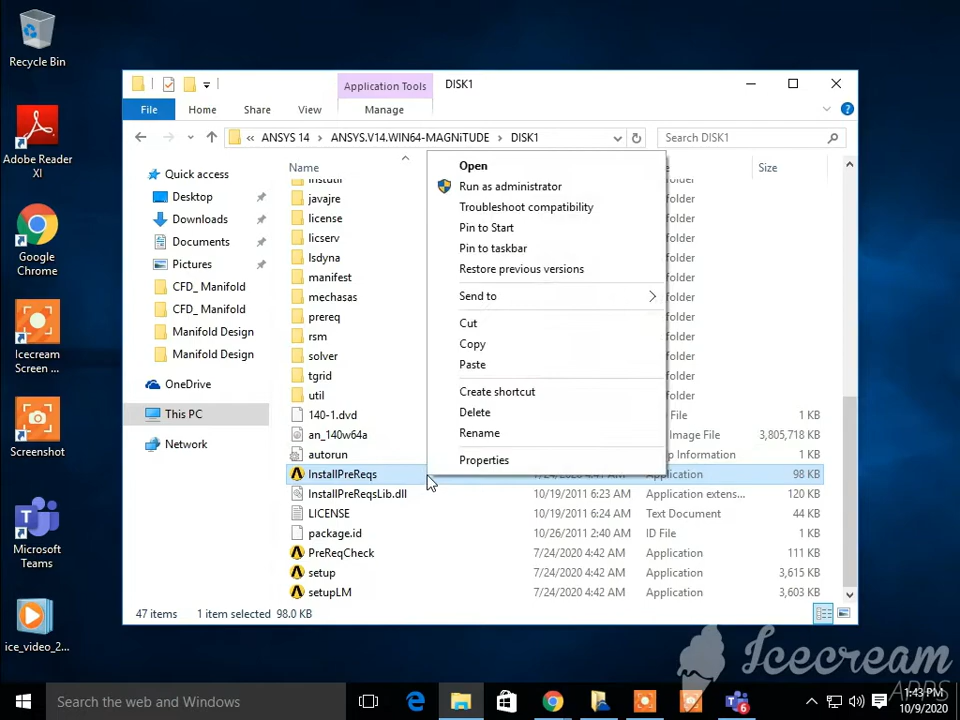 Recycle Bin
Adobe Reader
XI
Google
Chrome
Icecream
Screen ...
Screenshot
Microsoft
Teams
ice_video_2...
Application Tools
DISK1
File
Home
Share
View
Manage
« ANSYS 14 › ANSYS.V14.WIN64-MAGNiTUDE › DISK1
Search DISK1
Quick access
Desktop
Downloads
Documents
Pictures
CFD_ Manifold
CFD_ Manifold
Manifold Design
Manifold Design
OneDrive
This PC
Network
Name
Size
instutil
javajre
folder
license
folder
licserv
folder
lsdyna
folder
manifest
folder
mechasas
folder
prereq
folder
rsm
folder
solver
folder
tgrid
folder
util
folder
140-1.dvd
File
1 KB
an_140w64a
Image File
3,805,718 KB
autorun
Information
1 KB
InstallPreReqs
Application
98 KB
InstallPreReqsLib.dll
10/19/2011 6:23 AM
Application extens...
120 KB
LICENSE
10/19/2011 6:24 AM
Text Document
44 KB
package.id
10/26/2011 2:40 AM
ID File
1 KB
PreReqCheck
7/24/2020 4:42 AM
Application
111 KB
setup
7/24/2020 4:42 AM
Application
3,615 KB
setupLM
7/24/2020 4:42 AM
Application
3,603 KB
Open
Run as administrator
Troubleshoot compatibility
Pin to Start
Pin to taskbar
Restore previous versions
Send to
Cut
Copy
Paste
Create shortcut
Delete
Rename
Properties
47 items
1 item selected 98.0 KB
Icecream
APPS
Search the web and Windows
6
1:43 PM
10/9/2020